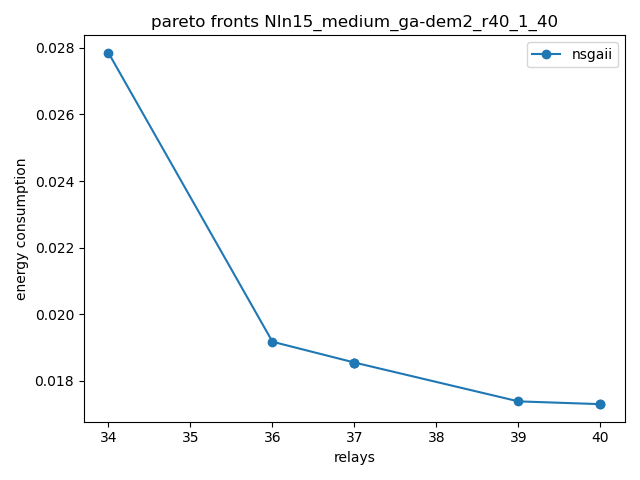 pareto fronts NIn15_medium_ga-dem2_r40_1_40
nsgaii
0.028
0.026
0.024
0.022
0.020
0.018
energy consumption
34 35 36 37 38 39 40
relays